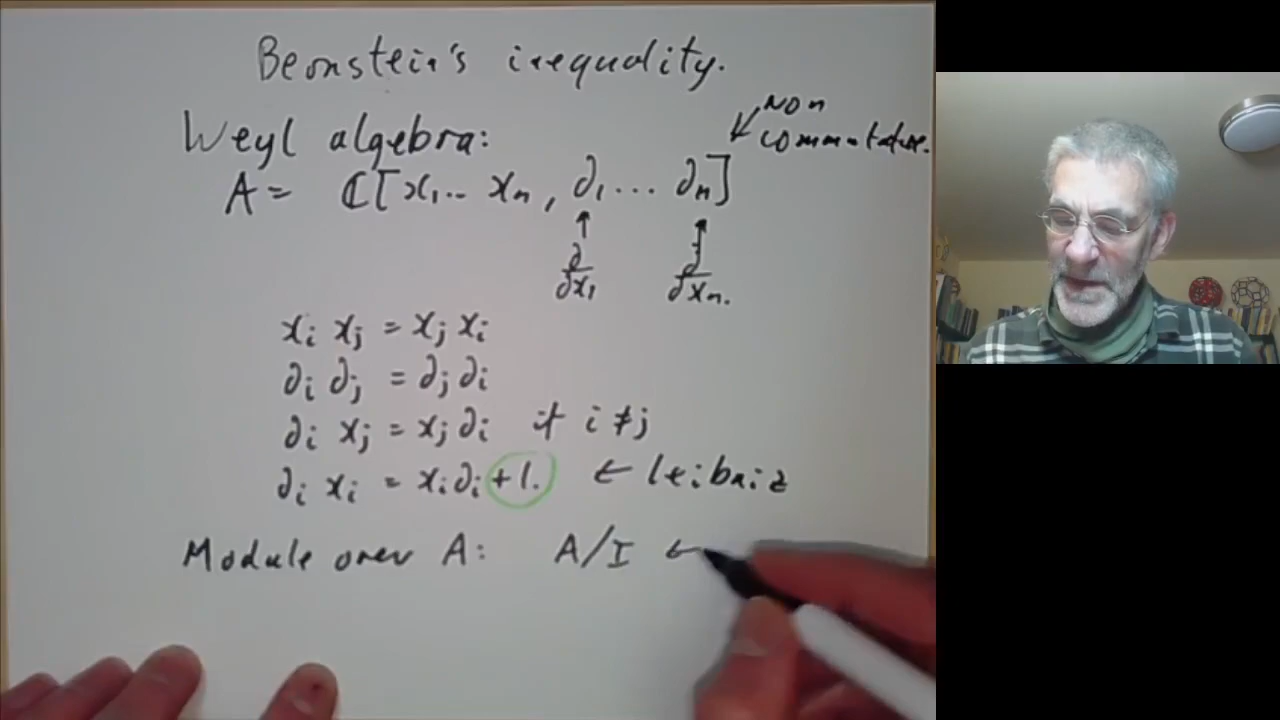 Bernstein's inequality.
Non
commutative.
Weyl algebra:
A = ℂ[x₁... xₙ, ∂₁... ∂ₙ]
↑ ↑
∂/∂x₁ ∂/∂xₙ.
xᵢ xⱼ = xⱼ xᵢ
∂ᵢ ∂ⱼ = ∂ⱼ ∂ᵢ
∂ᵢ xⱼ = xⱼ ∂ᵢ if i ≠ j
∂ᵢ xᵢ = xᵢ∂ᵢ + 1. ← leibniz
Module over A: A/I ←